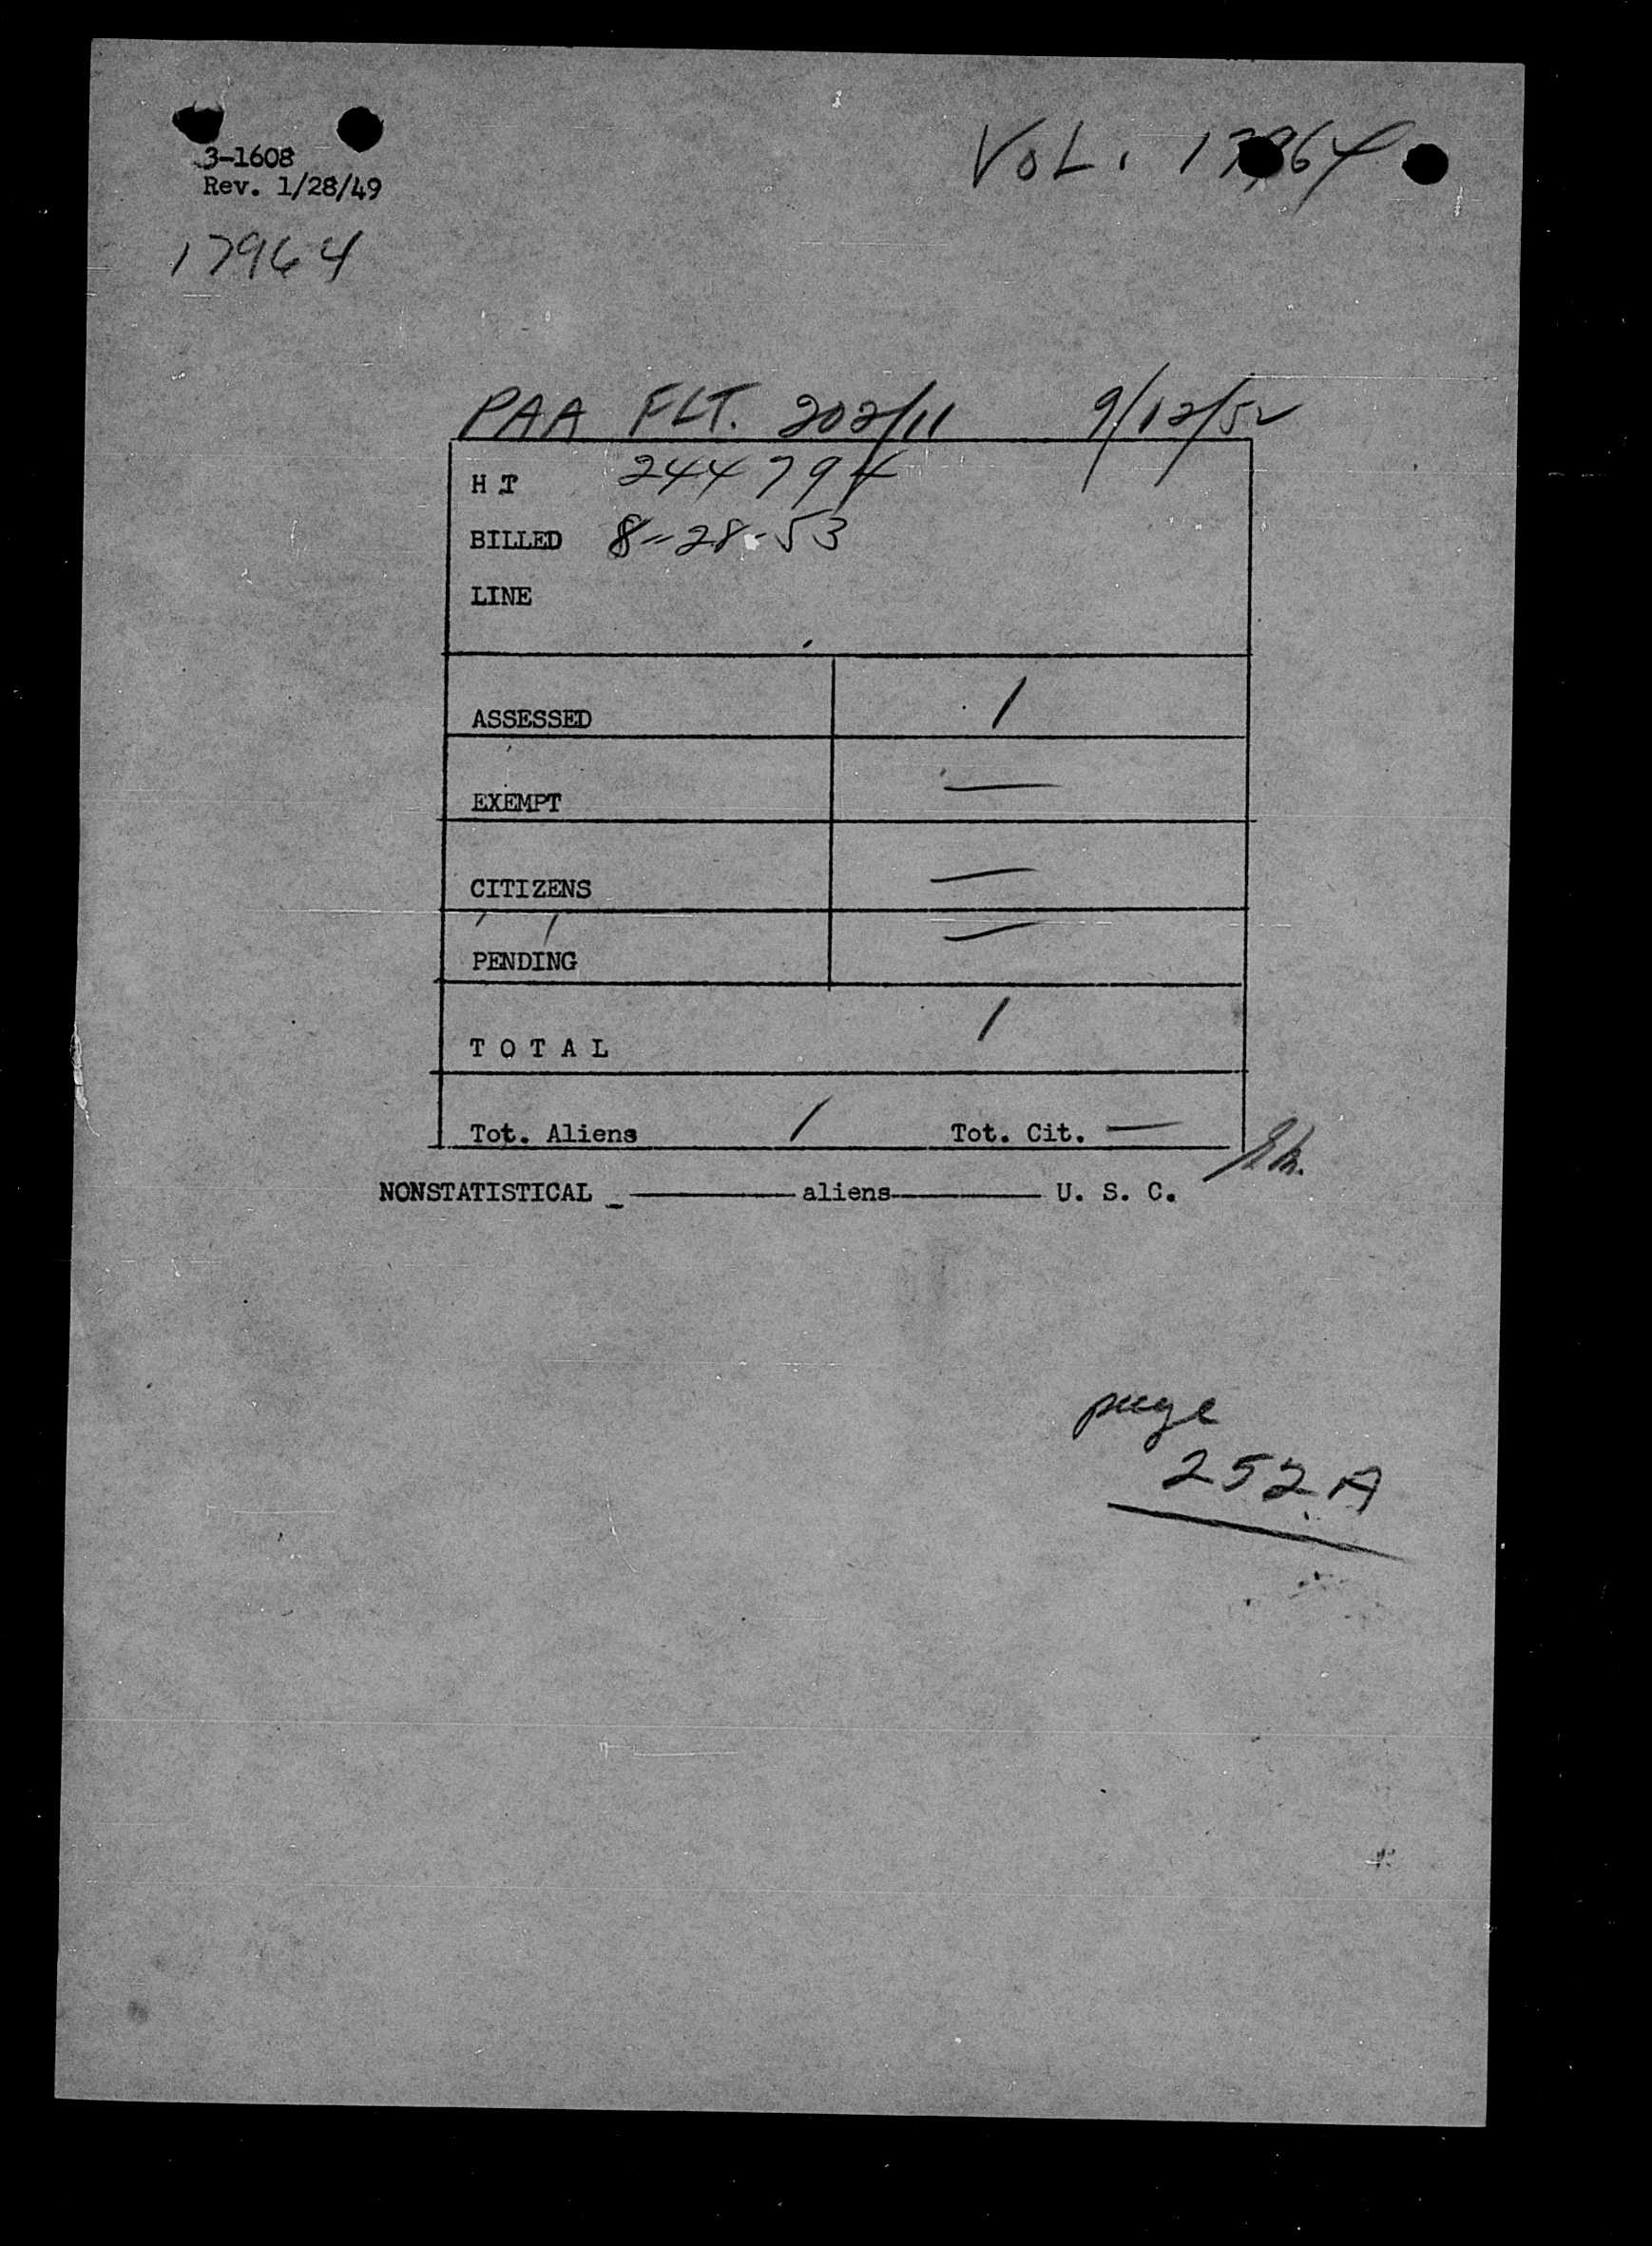 3-1608
Rev. 1/28/49
VOL. 17964
17964
PAA FLT. 202/11 9/12/52
H T 244794
BILLED 8-28-53
LINE
ASSESSED 1
EXEMPT —
CITIZENS —
PENDING —
T O T A L 1
Tot. Aliens 1 Tot. Cit. —
NONSTATISTICAL _ ———— aliens———— U. S. C.
page
252A